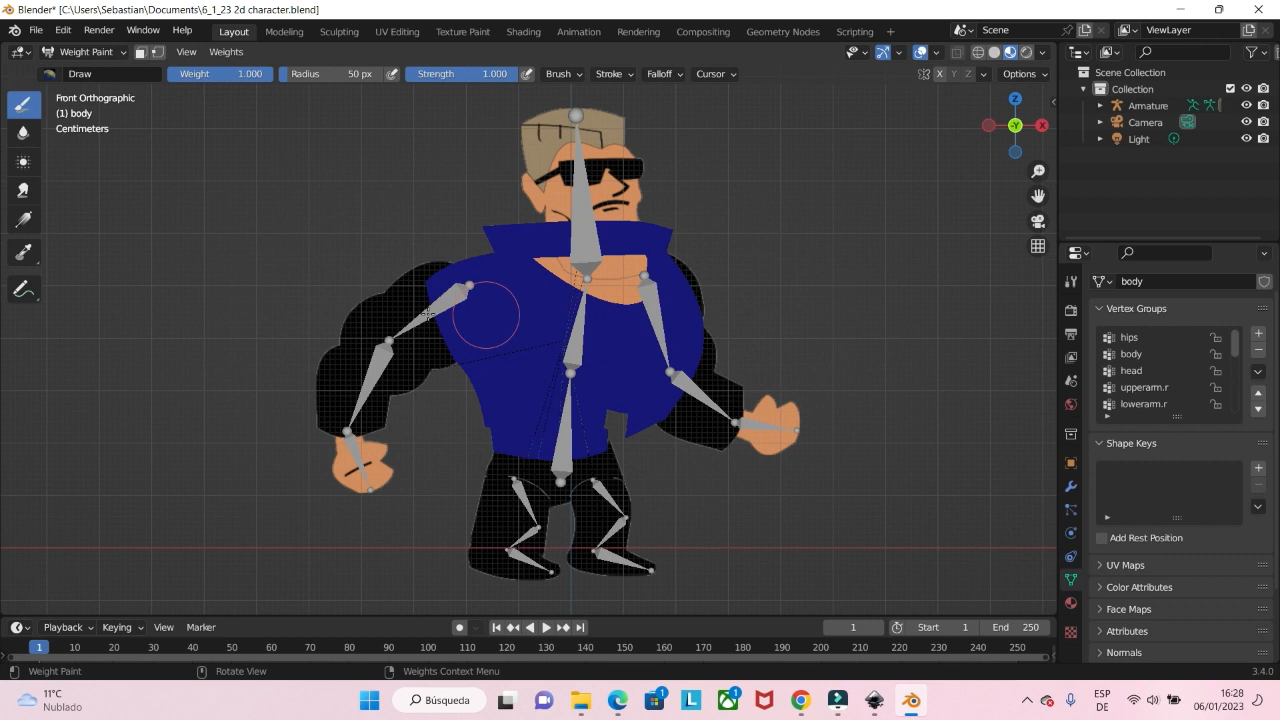 Blender* [C:\Users\Sebastian\Documents\6_1_23 2d character.blend]
File Edit Render Window Help Layout Modeling Sculpting UV Editing Texture Paint Shading Animation Rendering Compositing Geometry Nodes Scripting + Scene ViewLayer
Weight Paint View Weights
Draw Weight 1.000 Radius 50 px Strength 1.000 Brush Stroke Falloff Cursor X Y Z Options
Front Orthographic
(1) body
Centimeters
Z
-Y X
Scene Collection
Collection
Armature
Camera
Light
body
Vertex Groups
hips
body
head
upperarm.r
lowerarm.r
Shape Keys
Add Rest Position
UV Maps
Color Attributes
Face Maps
Attributes
Normals
Playback Keying View Marker 1 Start 1 End 250
1 10 20 30 40 50 60 70 80 90 100 110 120 130 140 150 160 170 180 190 200 210 220 230 240 250
Weight Paint Rotate View Weights Context Menu 3.4.0
11°C
Nublado
Búsqueda
ESP
DE
16:28
06/01/2023